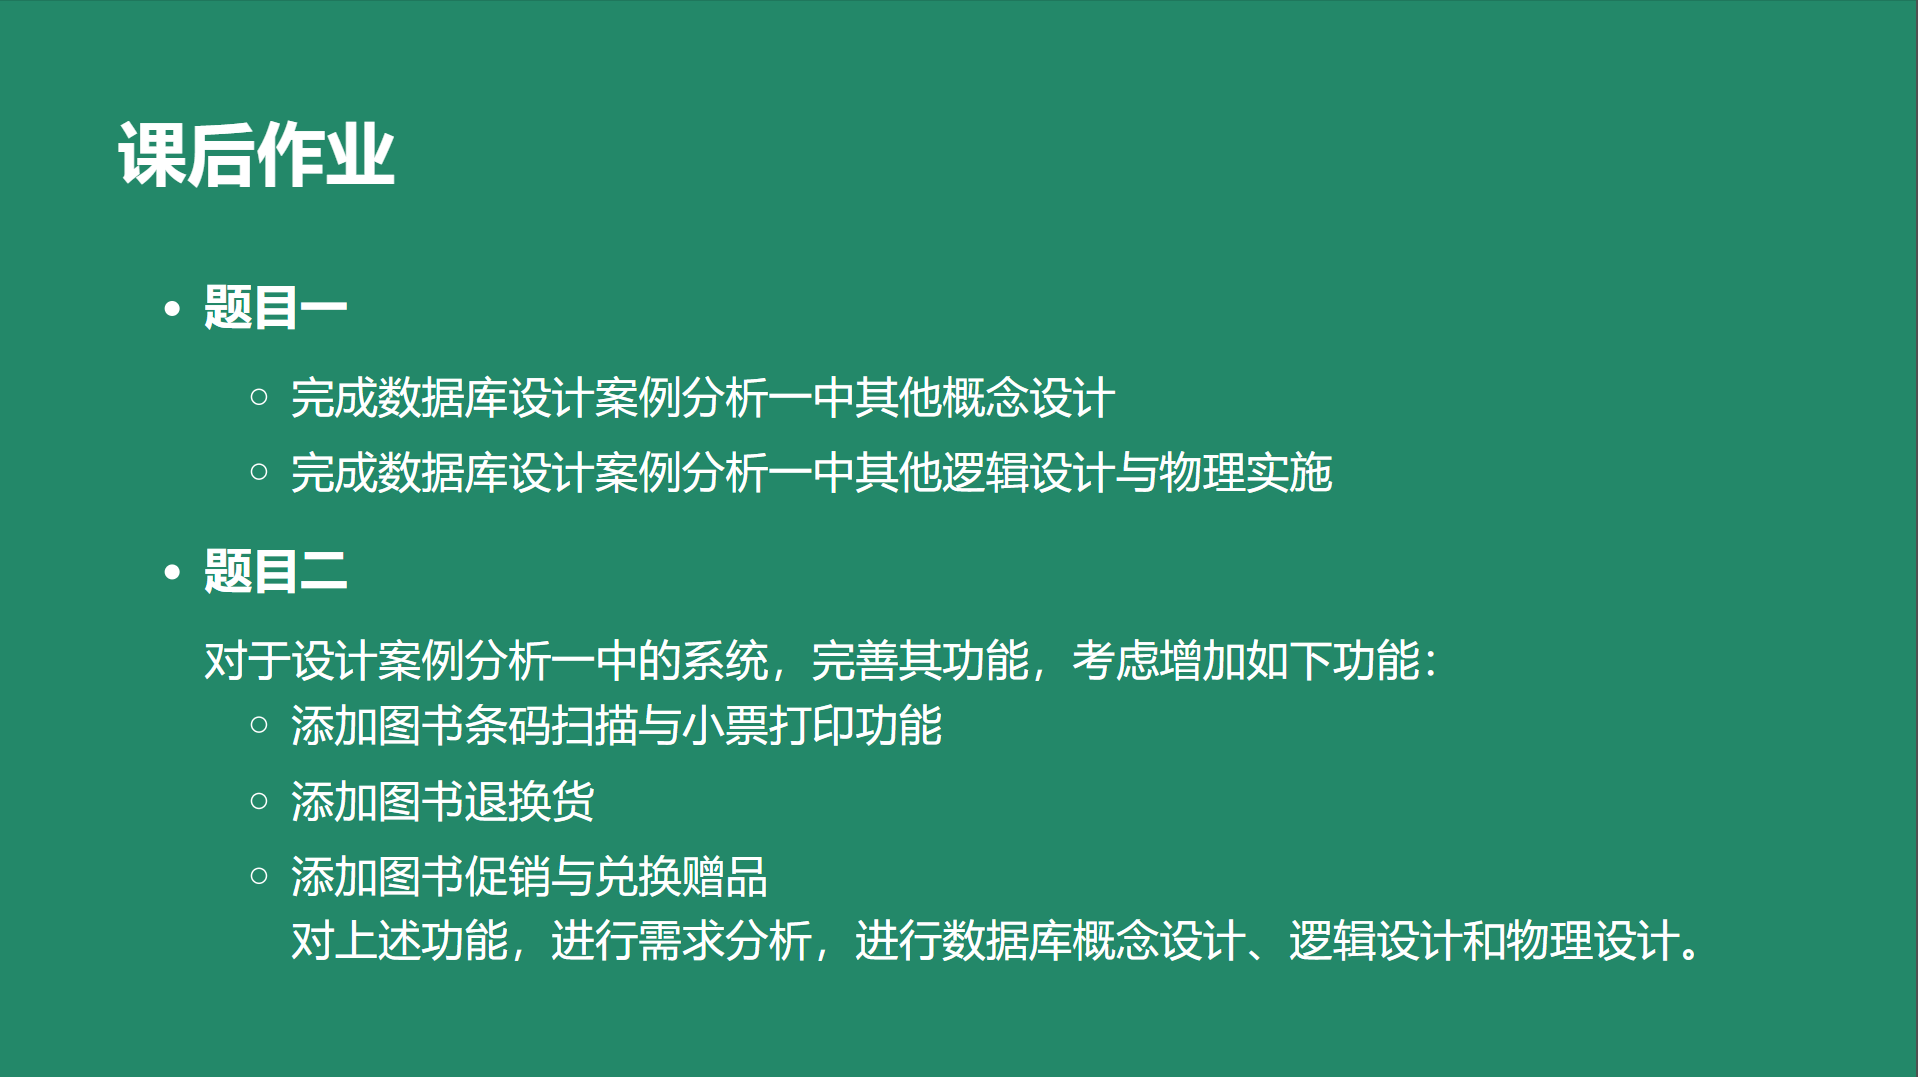 课后作业
题目一
完成数据库设计案例分析一中其他概念设计
完成数据库设计案例分析一中其他逻辑设计与物理实施
题目二
对于设计案例分析一中的系统，完善其功能，考虑增加如下功能：
添加图书条码扫描与小票打印功能
添加图书退换货
添加图书促销与兑换赠品
对上述功能，进行需求分析，进行数据库概念设计、逻辑设计和物理设计。